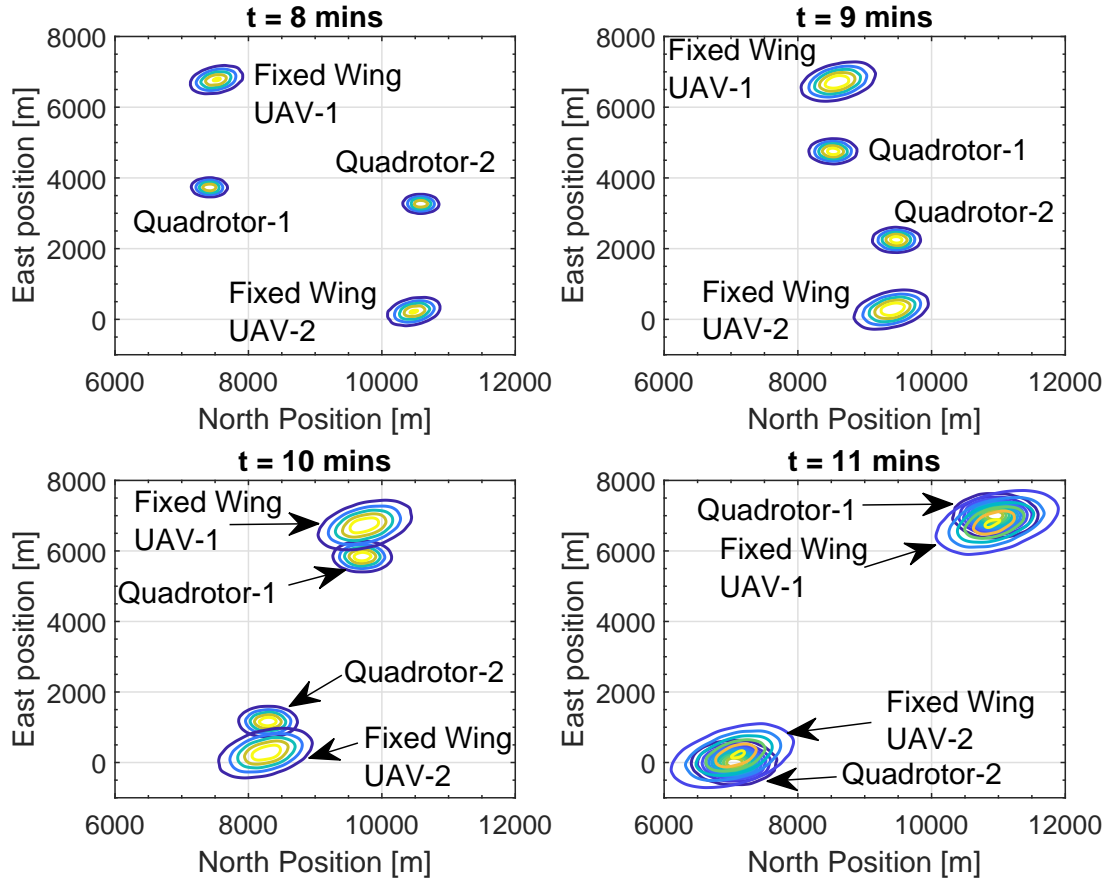 t = 8 mins
8000
6000
4000
2000
0
East position [m]
Fixed Wing
UAV-1
Quadrotor-2
Quadrotor-1
Fixed Wing
UAV-2
6000 8000 10000 12000
North Position [m]
t = 9 mins
8000
6000
4000
2000
0
East position [m]
Fixed Wing
UAV-1
Quadrotor-1
Quadrotor-2
Fixed Wing
UAV-2
6000 8000 10000 12000
North Position [m]
t = 10 mins
8000
6000
4000
2000
0
East position [m]
Fixed Wing
UAV-1
Quadrotor-1
Quadrotor-2
Fixed Wing
UAV-2
6000 8000 10000 12000
North Position [m]
t = 11 mins
8000
6000
4000
2000
0
East position [m]
Quadrotor-1
Fixed Wing
UAV-1
Fixed Wing
UAV-2
Quadrotor-2
6000 8000 10000 12000
North Position [m]